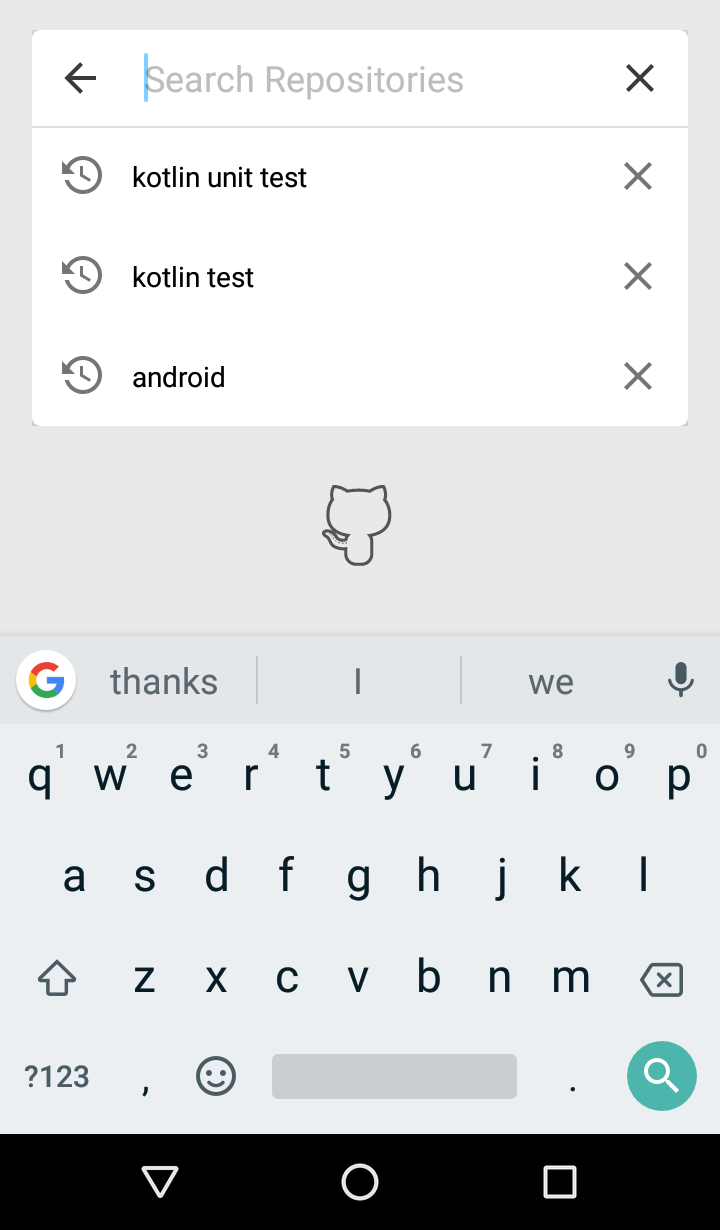 Search Repositories
kotlin unit test
kotlin test
android
thanks I we
q1 w2 e3 r4 t5 y6 u7 i8 o9 p0
a s d f g h j k l
z x c v b n m
?123 , .